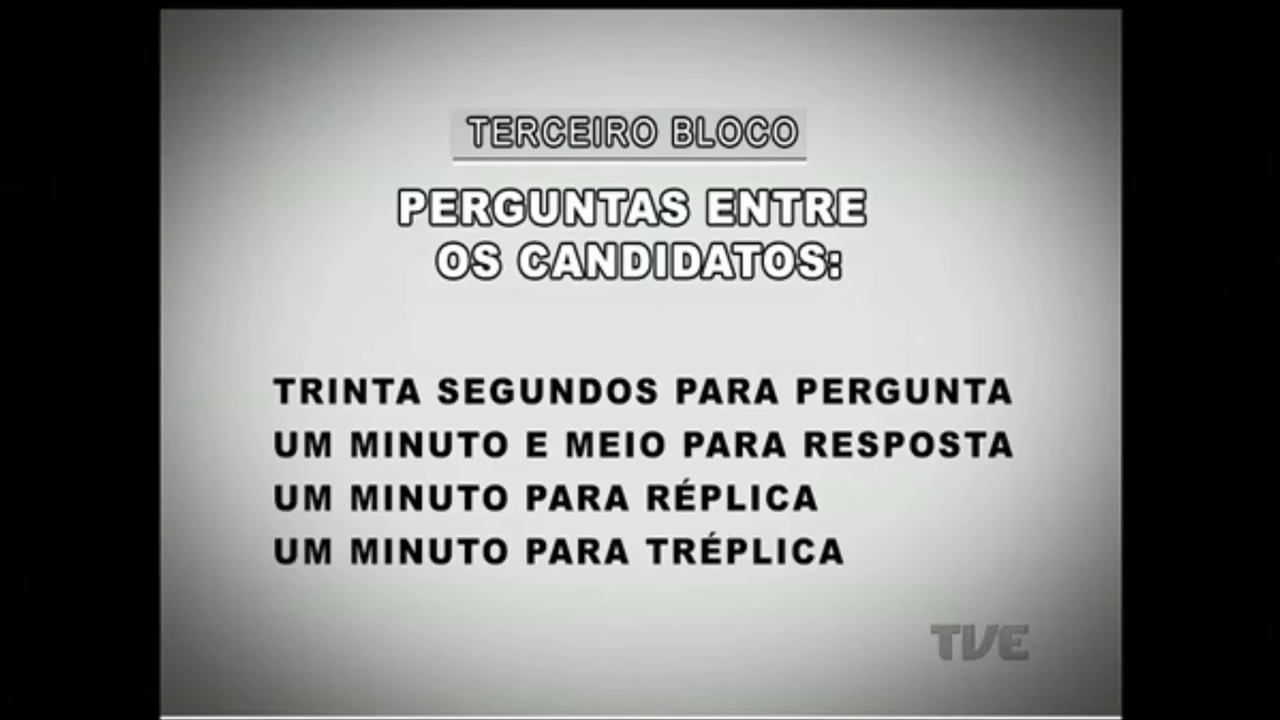 TERCEIRO BLOCO
PERGUNTAS ENTRE
OS CANDIDATOS:
TRINTA SEGUNDOS PARA PERGUNTA
UM MINUTO E MEIO PARA RESPOSTA
UM MINUTO PARA RÉPLICA
UM MINUTO PARA TRÉPLICA
TVE